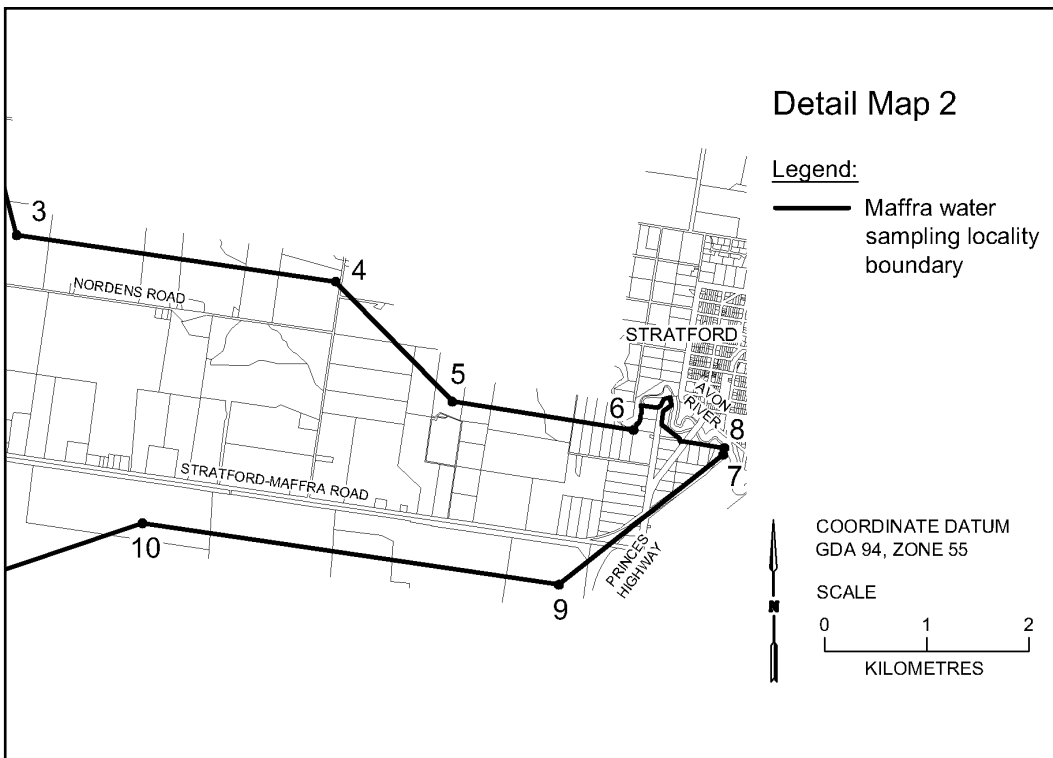 Detail Map 2
Legend:
Maffra water
sampling locality
boundary
3
4
NORDENS ROAD
5
STRATFORD
6
AVON
RIVER
8
7
STRATFORD-MAFFRA ROAD
10
9
PRINCES
HIGHWAY
COORDINATE DATUM
GDA 94, ZONE 55
SCALE
N
0 1 2
KILOMETRES